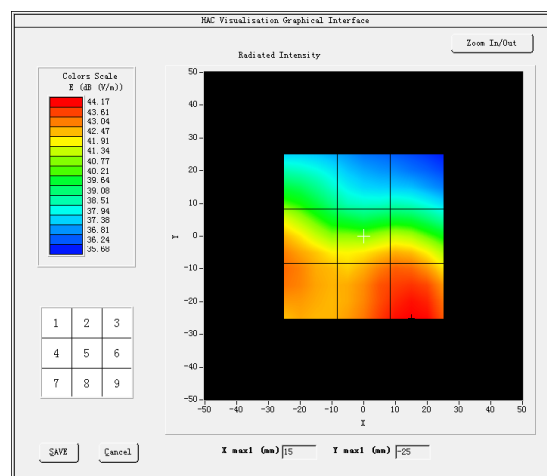 HAC Visualisation Graphical Interface
Zoom In/Out
Radiated Intensity
Colors Scale
E (dB (V/m))
44.17
43.61
43.04
42.47
41.91
41.34
40.77
40.21
39.64
39.08
38.51
37.94
37.38
36.81
36.24
35.68
50
40
30
20
10
0
-10
-20
-30
-40
-50
Y
-50 -40 -30 -20 -10 0 10 20 30 40 50
X
1 2 3
4 5 6
7 8 9
SAVE
Cancel
X max1 (mm) 15
Y max1 (mm) -25